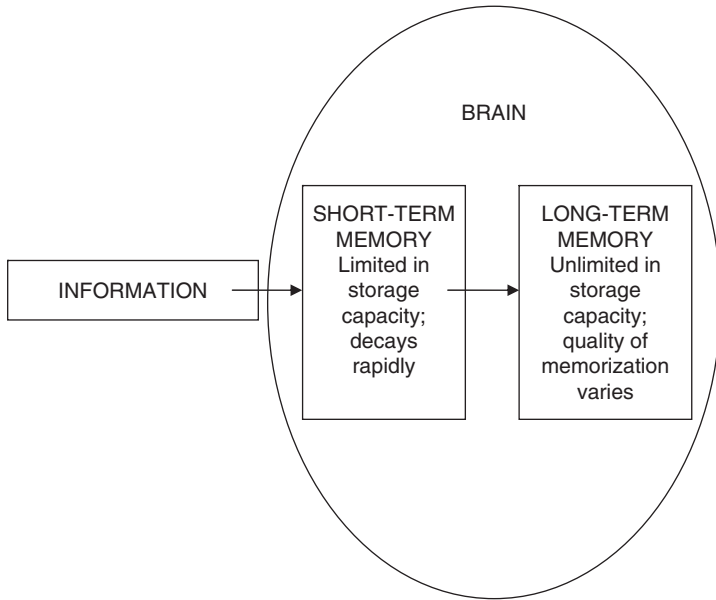 BRAIN
INFORMATION
SHORT-TERM
MEMORY
Limited in
storage
capacity;
decays
rapidly
LONG-TERM
MEMORY
Unlimited in
storage
capacity;
quality of
memorization
varies